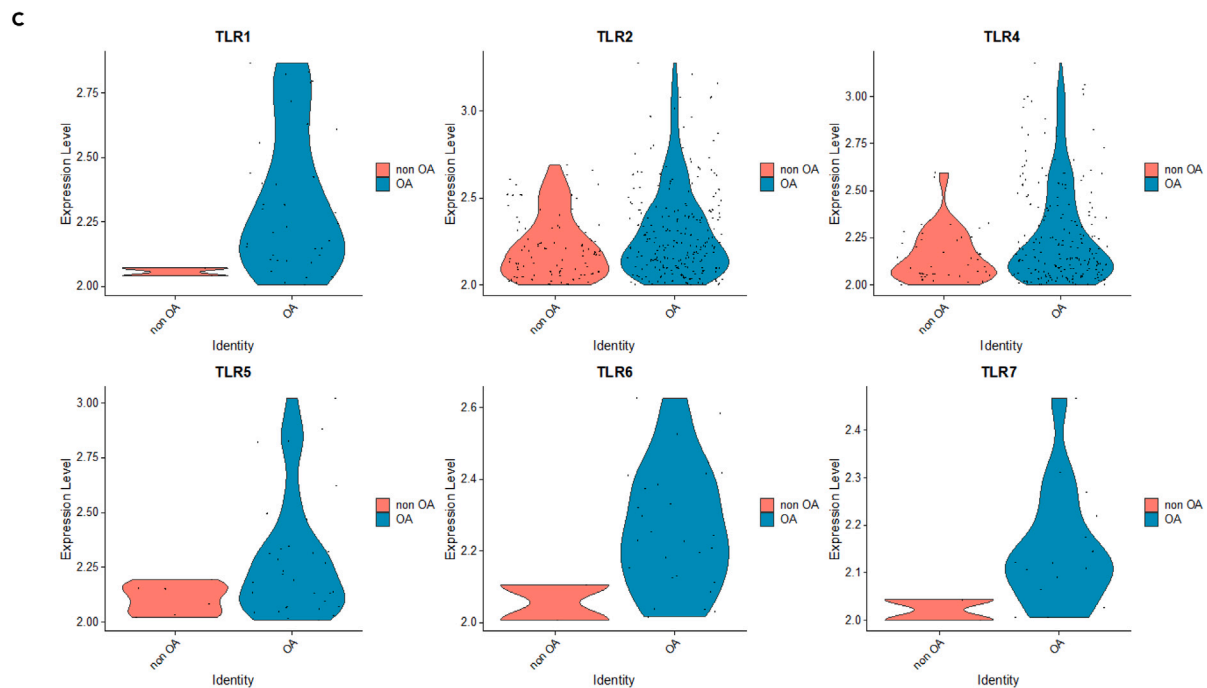 C
TLR1
TLR2
TLR4
Expression Level
2.75
2.50
2.25
2.00
non OA
OA
Identity
non OA
OA
Expression Level
3.0
2.5
2.0
non OA
OA
Identity
non OA
OA
Expression Level
3.00
2.75
2.50
2.25
2.00
non OA
OA
Identity
non OA
OA
TLR5
TLR6
TLR7
Expression Level
3.00
2.75
2.50
2.25
2.00
non OA
OA
Identity
non OA
OA
Expression Level
2.6
2.4
2.2
2.0
non OA
OA
Identity
non OA
OA
Expression Level
2.4
2.3
2.2
2.1
2.0
non OA
OA
Identity
non OA
OA